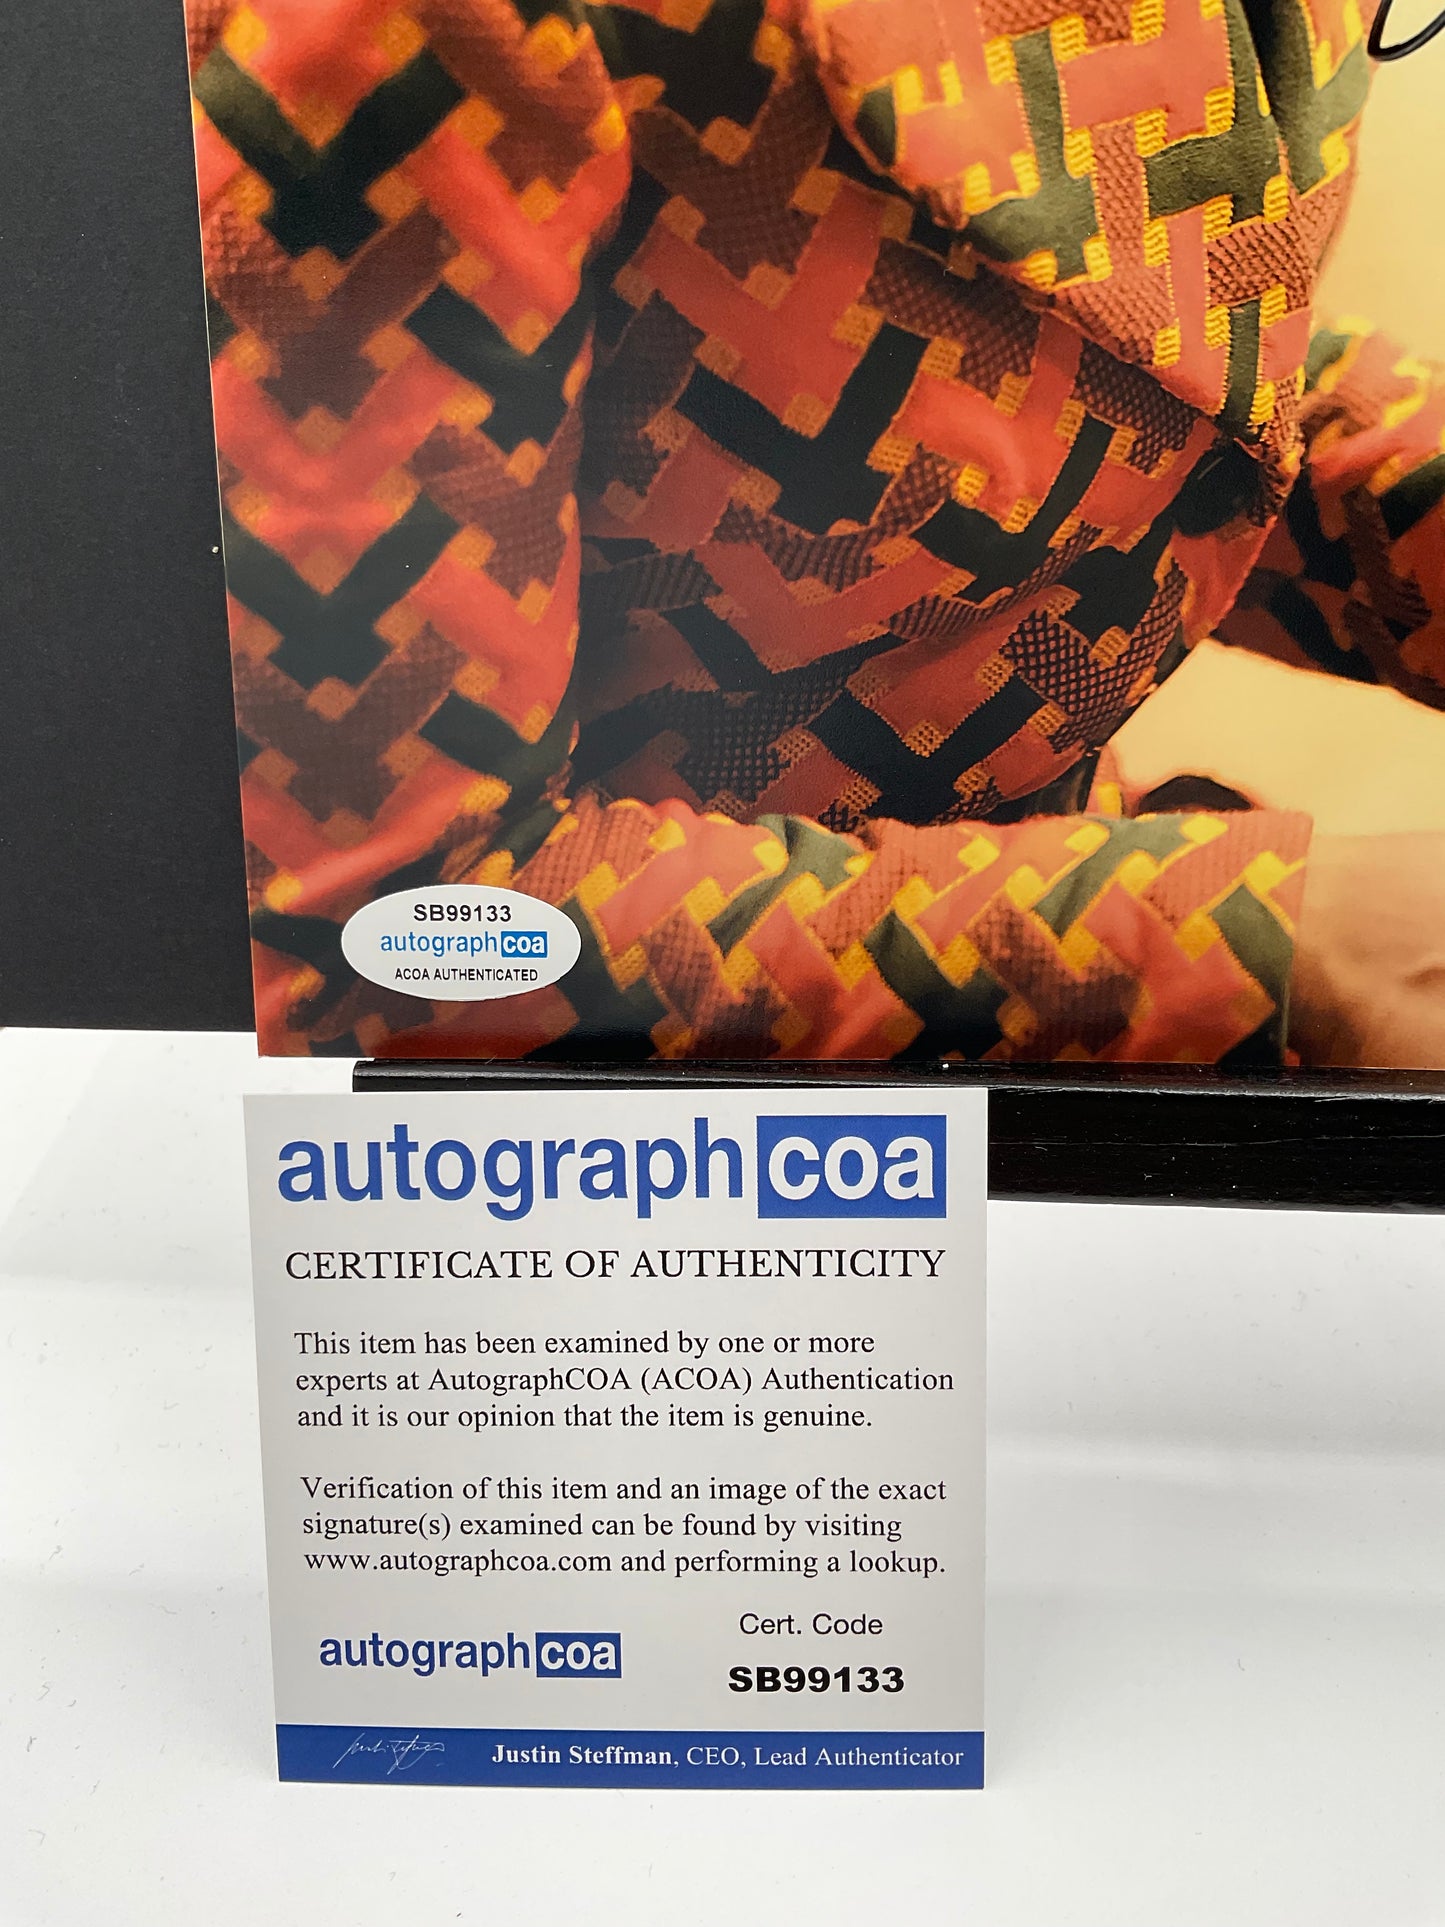 SB99133
autographcoa
ACOA AUTHENTICATED
autographcoa
CERTIFICATE OF AUTHENTICITY
This item has been examined by one or more
experts at AutographCOA (ACOA) Authentication
and it is our opinion that the item is genuine.
Verification of this item and an image of the exact
signature(s) examined can be found by visiting
www.autographcoa.com and performing a lookup.
Cert. Code
autographcoa
SB99133
Justin Steffman, CEO, Lead Authenticator